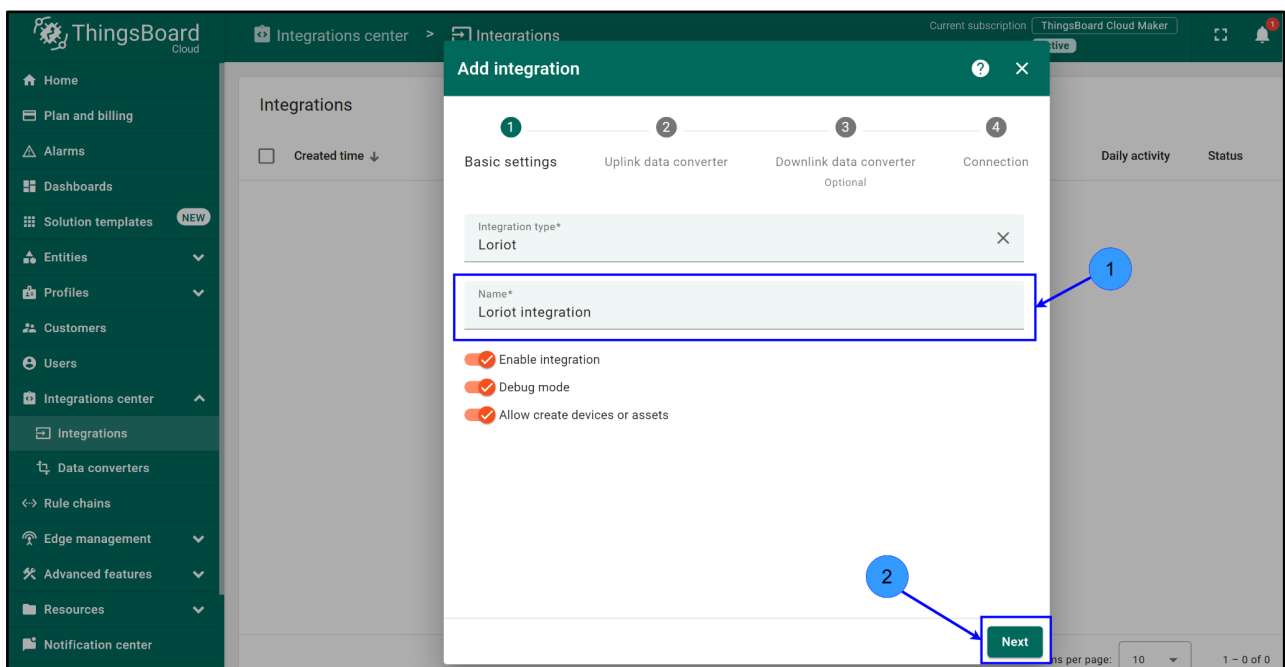 ThingsBoard
Cloud
Home
Plan and billing
Alarms
Dashboards
Solution templates NEW
Entities
Profiles
Customers
Users
Integrations center
Integrations
Data converters
Rule chains
Edge management
Advanced features
Resources
Notification center
Integrations center > Integrations
Current subscription ThingsBoard Cloud Maker
1
Integrations
Created time
Daily activity Status
Add integration
1 2 3 4
Basic settings Uplink data converter Downlink data converter Connection
Optional
Integration type*
Loriot
Name*
Loriot integration
1
Enable integration
Debug mode
Allow create devices or assets
2
Next
per page: 10 1 – 0 of 0